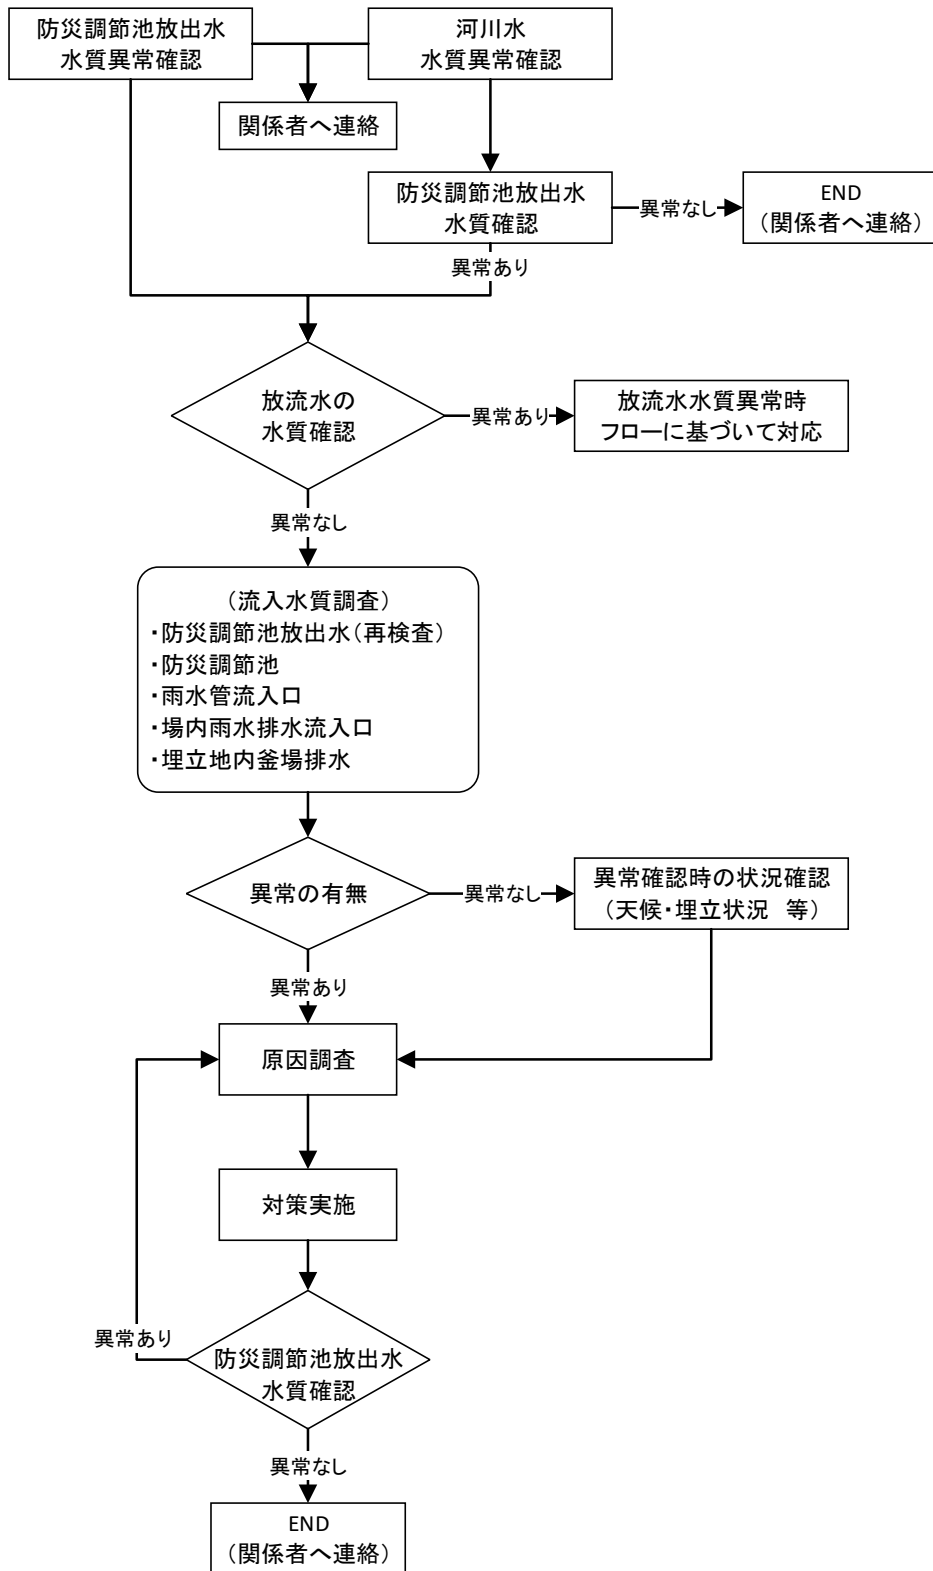 防災調節池放出水
水質異常確認
河川水
水質異常確認
関係者へ連絡
防災調節池放出水
水質確認
異常なし
END
(関係者へ連絡)
異常あり
放流水の
水質確認
異常あり
放流水水質異常時
フローに基づいて対応
異常なし
(流入水質調査)
・防災調節池放出水(再検査)
・防災調節池
・雨水管流入口
・場内雨水排水流入口
・埋立地内釜場排水
異常の有無
異常なし
異常確認時の状況確認
(天候・埋立状況 等)
異常あり
原因調査
対策実施
異常あり
防災調節池放出水
水質確認
異常なし
END
(関係者へ連絡)